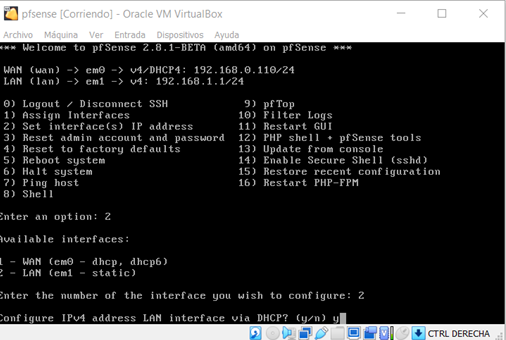 pfsense [Corriendo] - Oracle VM VirtualBox
Archivo Máquina Ver Entrada Dispositivos Ayuda
*** Welcome to pfSense 2.8.1-BETA (amd64) on pfSense ***
WAN (wan) -> em0 -> v4/DHCP4: 192.168.0.110/24
LAN (lan) -> em1 -> v4: 192.168.1.1/24
0) Logout / Disconnect SSH 9) pfTop
1) Assign Interfaces 10) Filter Logs
2) Set interface(s) IP address 11) Restart GUI
3) Reset admin account and password 12) PHP shell + pfSense tools
4) Reset to factory defaults 13) Update from console
5) Reboot system 14) Enable Secure Shell (sshd)
6) Halt system 15) Restore recent configuration
7) Ping host 16) Restart PHP-FPM
8) Shell
Enter an option: 2
Available interfaces:
1 - WAN (em0 - dhcp, dhcp6)
2 - LAN (em1 - static)
Enter the number of the interface you wish to configure: 2
Configure IPv4 address LAN interface via DHCP? (y/n) y
CTRL DERECHA